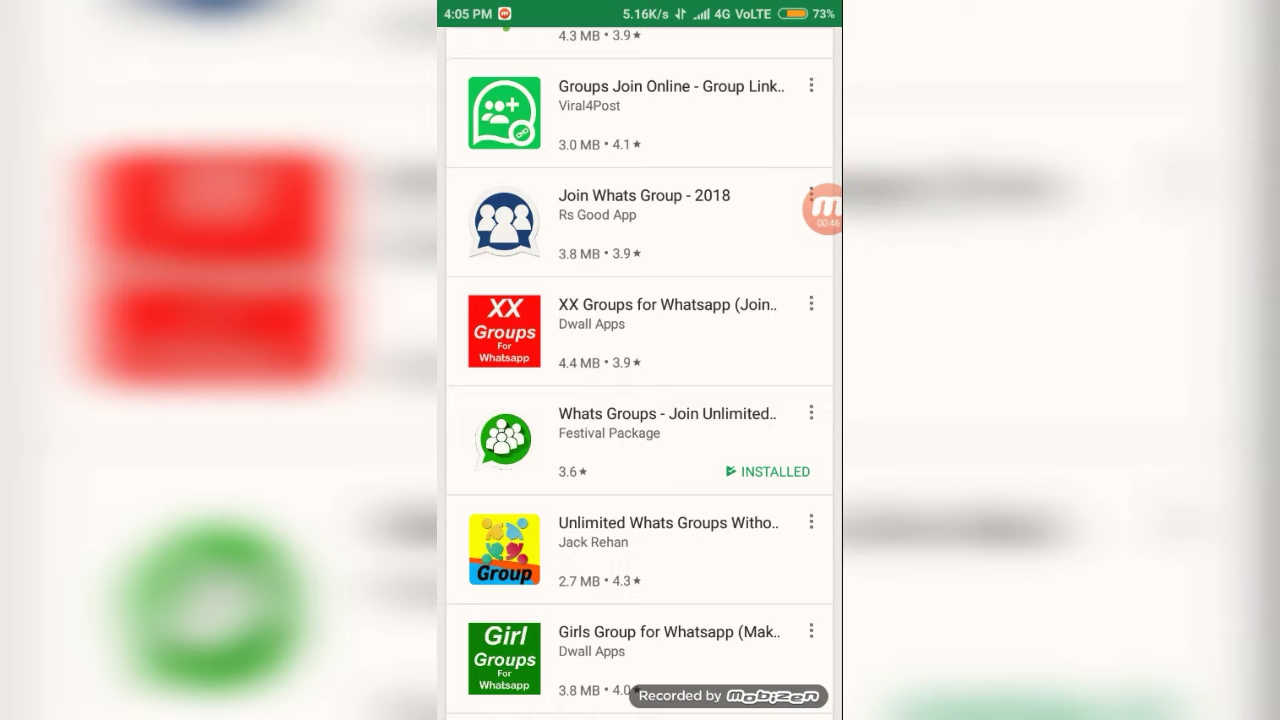 4:05 PM 5.16K/s 4G VoLTE 73%
4.3 MB • 3.9★
Groups Join Online - Group Link..
Viral4Post
3.0 MB • 4.1★
Join Whats Group - 2018
Rs Good App
3.8 MB • 3.9★
00:46
XX
Groups
For
Whatsapp
XX Groups for Whatsapp (Join..
Dwall Apps
4.4 MB • 3.9★
Whats Groups - Join Unlimited..
Festival Package
3.6★ INSTALLED
Group
Unlimited Whats Groups Witho..
Jack Rehan
2.7 MB • 4.3★
Girl
Groups
For
Whatsapp
Girls Group for Whatsapp (Mak..
Dwall Apps
3.8 MB • 4.0★
Recorded by mobizen